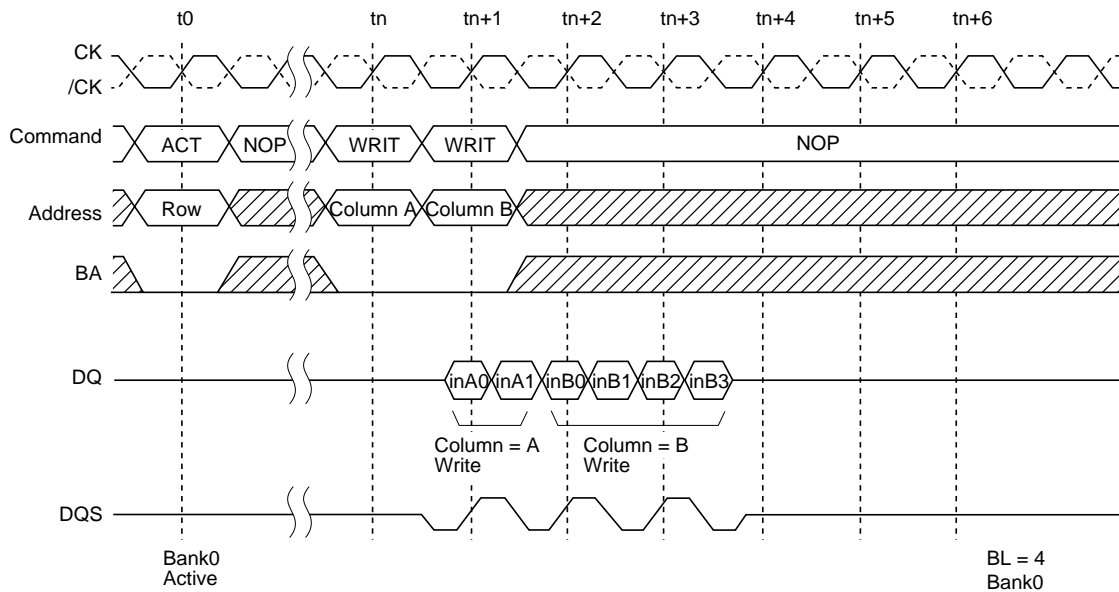 t0 tn tn+1 tn+2 tn+3 tn+4 tn+5 tn+6
CK
/CK
Command ACT NOP WRIT WRIT NOP
Address Row Column A Column B
BA
DQ inA0 inA1 inB0 inB1 inB2 inB3
Column = A Column = B
Write Write
DQS
Bank0 BL = 4
Active Bank0